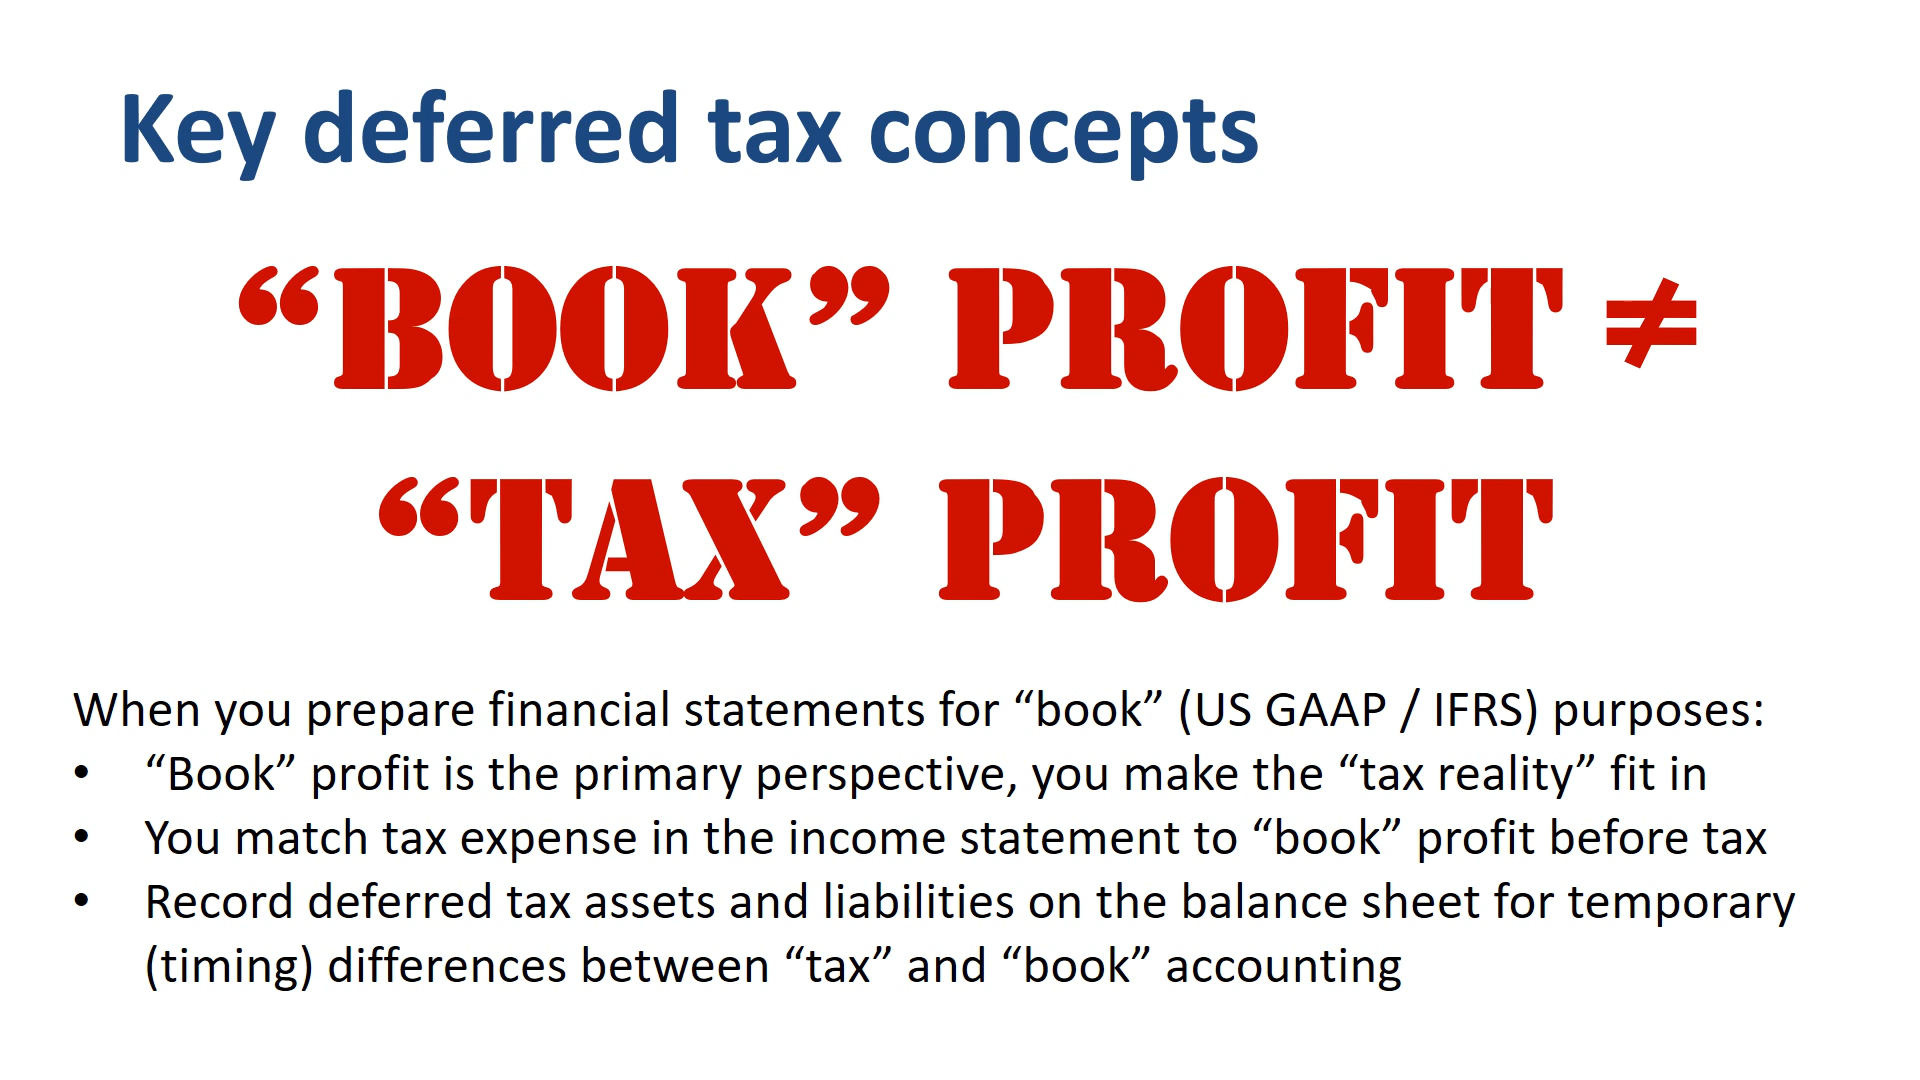 Key deferred tax concepts
“BOOK” PROFIT ≠
“TAX” PROFIT
When you prepare financial statements for “book” (US GAAP / IFRS) purposes:
• “Book” profit is the primary perspective, you make the “tax reality” fit in
• You match tax expense in the income statement to “book” profit before tax
• Record deferred tax assets and liabilities on the balance sheet for temporary
(timing) differences between “tax” and “book” accounting